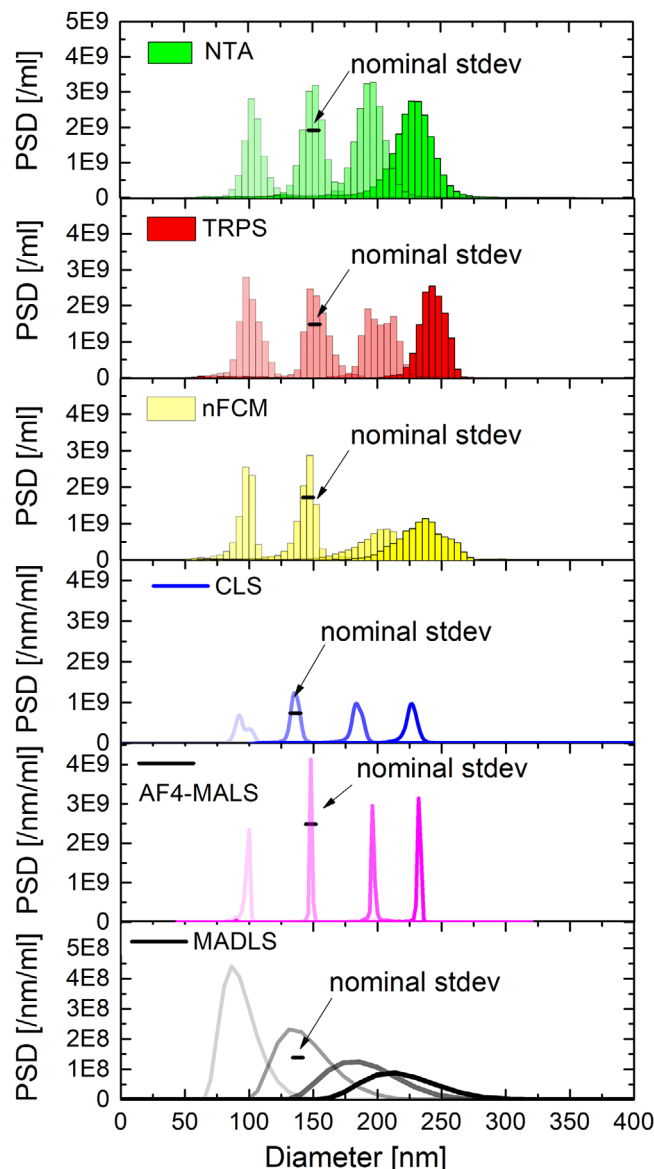 5E9
4E9
3E9
2E9
1E9
0
PSD [/ml]
NTA
nominal stdev
4E9
3E9
2E9
1E9
0
PSD [/ml]
TRPS
nominal stdev
4E9
3E9
2E9
1E9
0
PSD [/ml]
nFCM
nominal stdev
4E9
3E9
2E9
1E9
0
PSD [/nm/ml]
CLS
nominal stdev
4E9
3E9
2E9
1E9
0
PSD [/nm/ml]
AF4-MALS
nominal stdev
5E8
4E8
3E8
2E8
1E8
0
PSD [/nm/ml]
MADLS
nominal stdev
0 50 100 150 200 250 300 350 400
Diameter [nm]